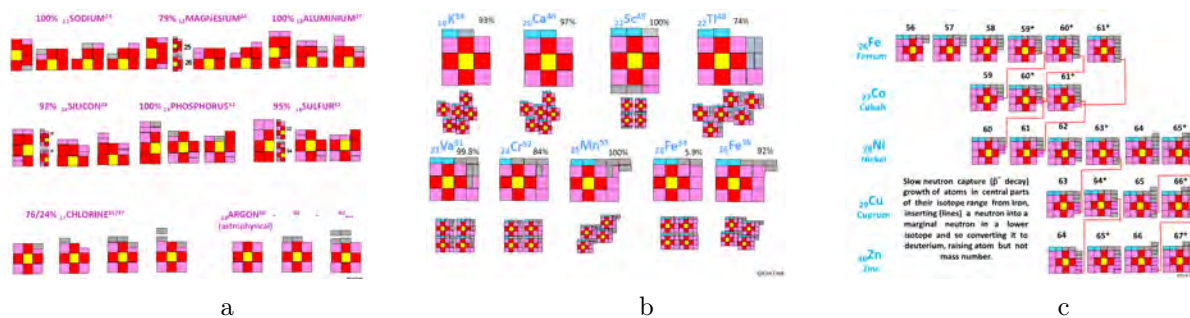 100% 11SODIUM23 79% 12MAGNESIUM24 100% 13ALUMINIUM27
25
26
92% 14SILICON28 100% 15PHOSPHORUS31 95% 16SULFUR32
76/24% 17CHLORINE35/37 18ARGON
(astrophysical)
a
19K39 93% 20Ca40 97% 21Sc45 100% 22Ti48 74%
23Va51 99.8% 24Cr52 84% 25Mn55 100% 26Fe54 5.9% 26Fe56 92%
b
56 57 58 59* 60* 61*
26Fe
Ferrum
59 60* 61*
27Co
Cobalt
60 61 62 63* 64 65*
28Ni
Nickel
63 64* 65 66*
29Cu
Cuprum
64 65* 66 67*
30Zn
Zinc
Slow neutron capture (β- decay)
growth of atoms in central parts
of their isotope range from iron,
inserting [lines] a neutron into a
marginal neutron in a lower
isotope and so converting it to
deuterium, raising atom but not
mass number.
c